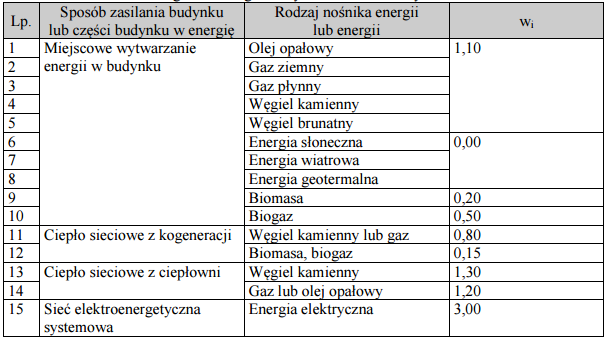 Lp.
Sposób zasilania budynku
lub części budynku w energię
Rodzaj nośnika energii
lub energii
wi
1 Miejscowe wytwarzanie Olej opałowy 1,10
2 energii w budynku Gaz ziemny
3 Gaz płynny
4 Węgiel kamienny
5 Węgiel brunatny
6 Energia słoneczna 0,00
7 Energia wiatrowa
8 Energia geotermalna
9 Biomasa 0,20
10 Biogaz 0,50
11 Ciepło sieciowe z kogeneracji Węgiel kamienny lub gaz 0,80
12 Biomasa, biogaz 0,15
13 Ciepło sieciowe z ciepłowni Węgiel kamienny 1,30
14 Gaz lub olej opałowy 1,20
15 Sieć elektroenergetyczna Energia elektryczna 3,00
systemowa